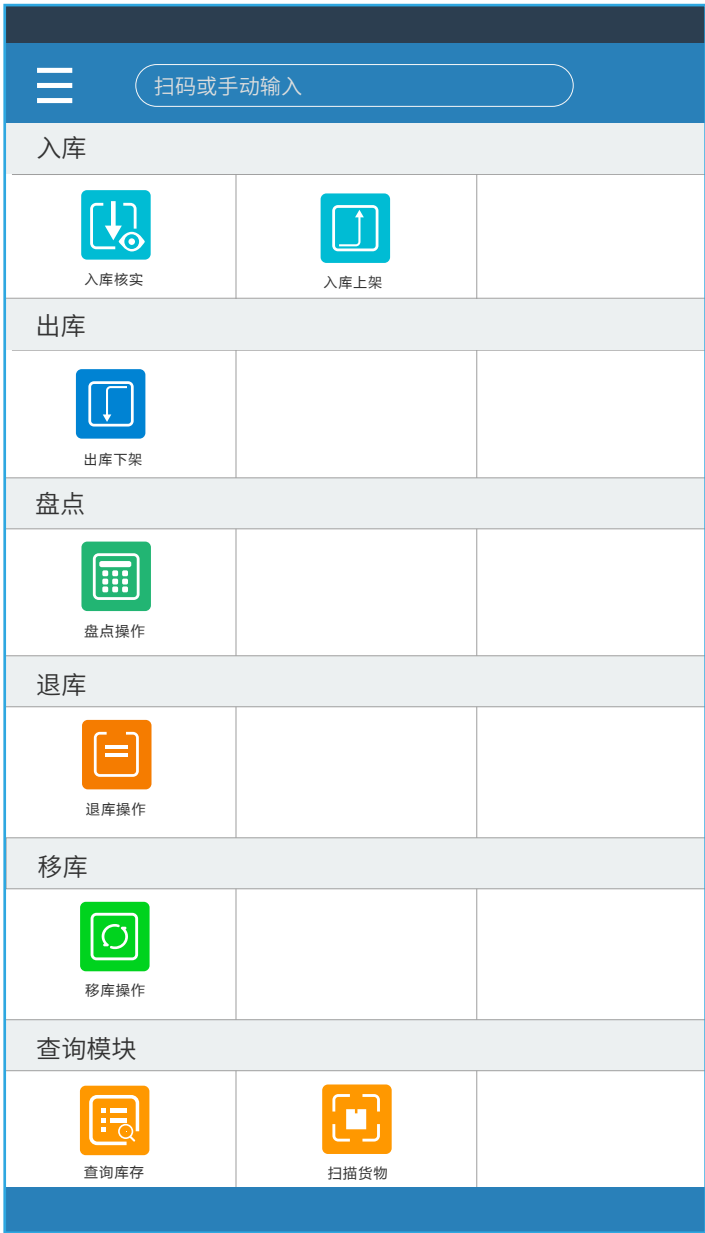 扫码或手动输入
入库
入库核实
入库上架
出库
出库下架
盘点
盘点操作
退库
退库操作
移库
移库操作
查询模块
查询库存
扫描货物